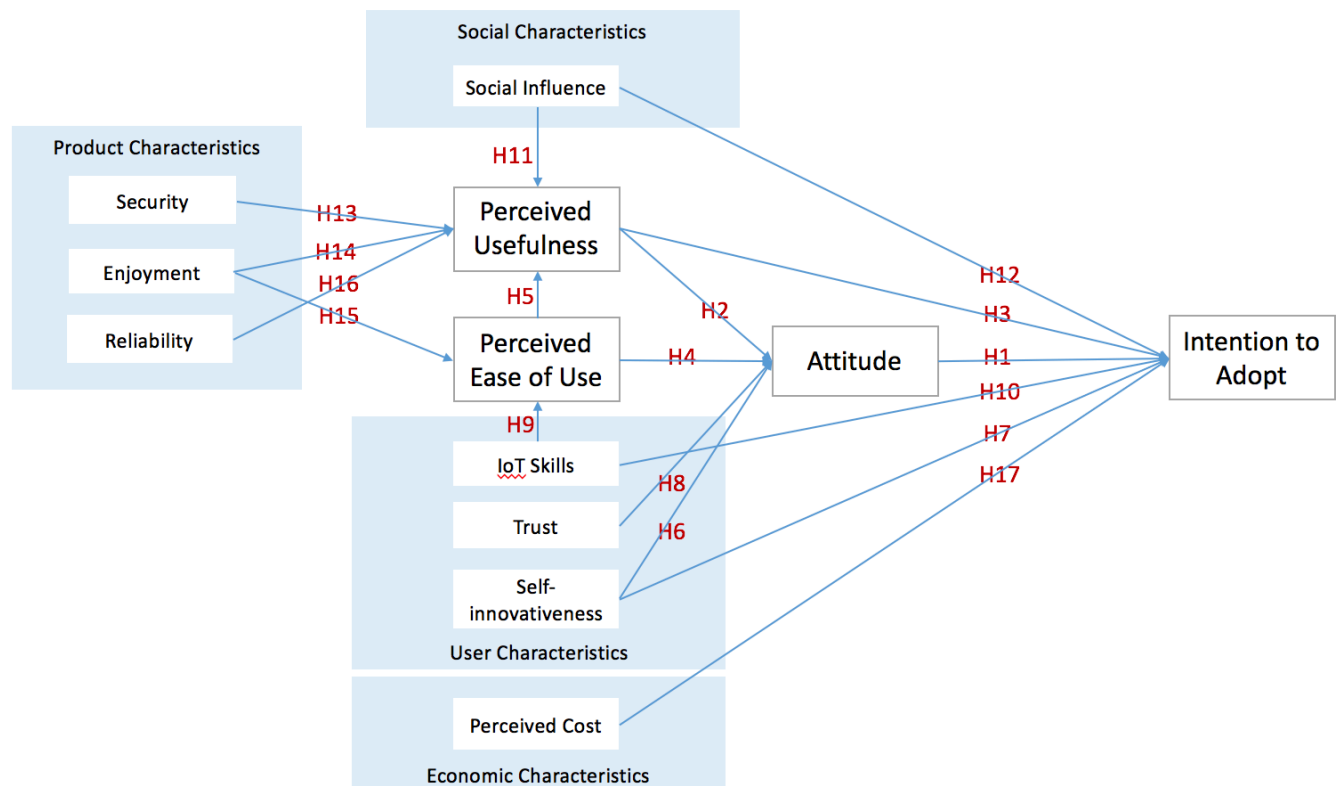 Social Characteristics
Social Influence
Product Characteristics
Security
Enjoyment
Reliability
H11
H13
H14
H16
H15
Perceived
Usefulness
H5
Perceived
Ease of Use
H9
H2
H4
Attitude
H12
H3
H1
H10
H7
H17
Intention to
Adopt
IoT Skills
Trust
Self-
innovativeness
User Characteristics
H8
H6
Perceived Cost
Economic Characteristics